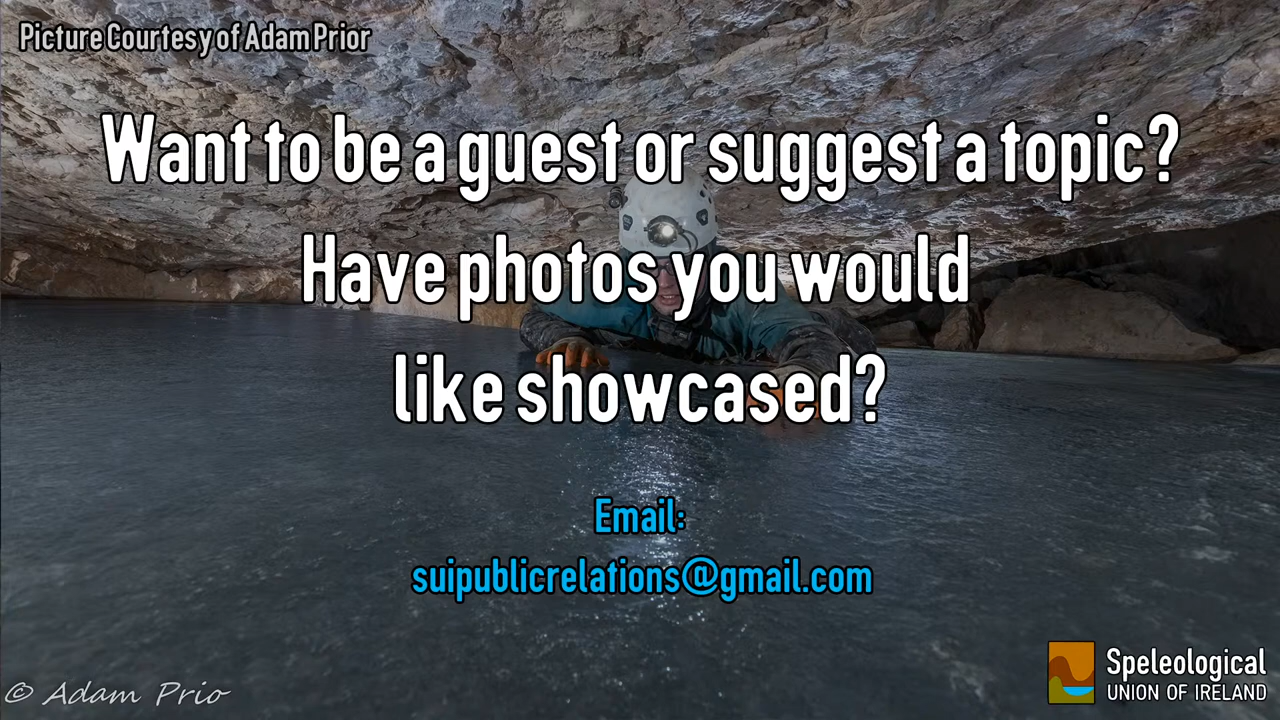 Picture Courtesy of Adam Prior
Want to be a guest or suggest a topic?
Have photos you would
like showcased?
Email:
suipublicrelations@gmail.com
Speleological
UNION OF IRELAND
© Adam Prio